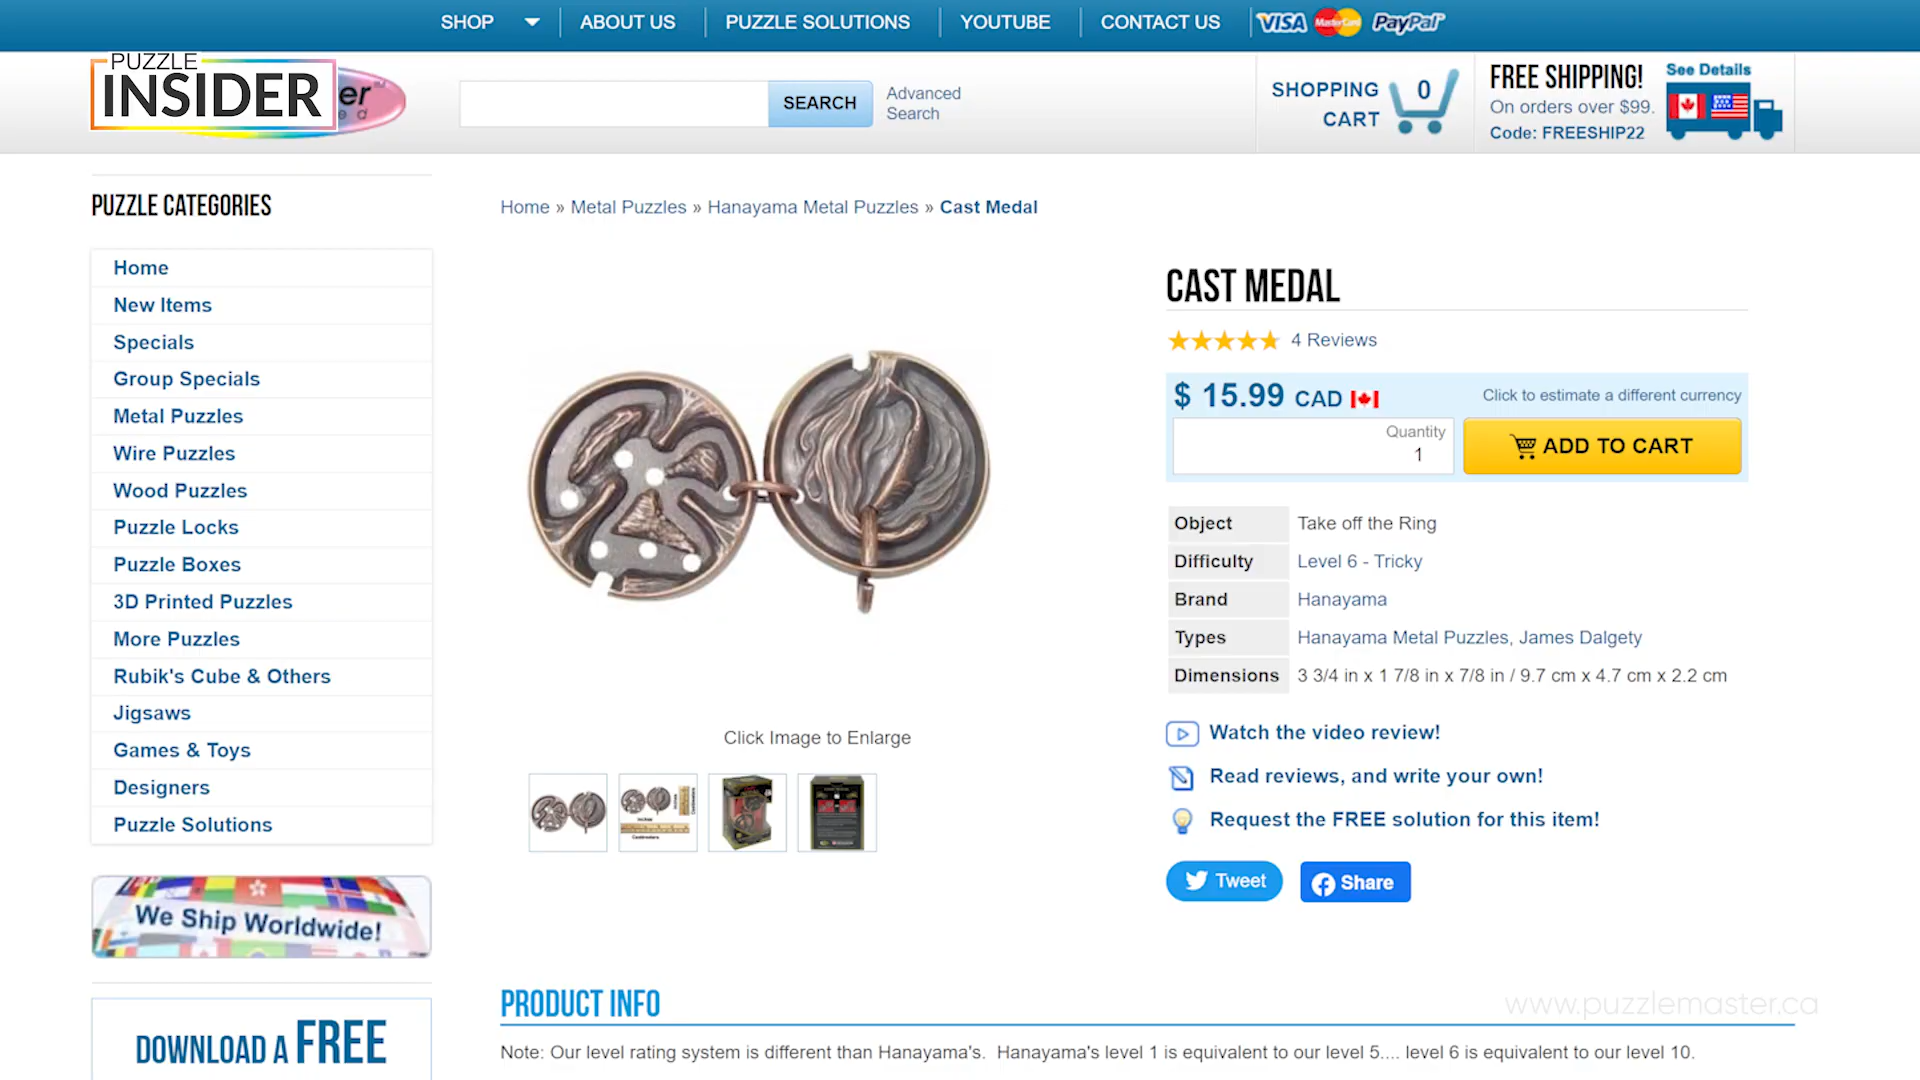 SHOP
ABOUT US
PUZZLE SOLUTIONS
YOUTUBE
CONTACT US
VISA
MasterCard
PayPal
PUZZLE
INSIDER
er
e d
SEARCH
Advanced
Search
SHOPPING
CART
0
FREE SHIPPING!
On orders over $99.
Code: FREESHIP22
See Details
PUZZLE CATEGORIES
Home
New Items
Specials
Group Specials
Metal Puzzles
Wire Puzzles
Wood Puzzles
Puzzle Locks
Puzzle Boxes
3D Printed Puzzles
More Puzzles
Rubik's Cube & Others
Jigsaws
Games & Toys
Designers
Puzzle Solutions
We Ship Worldwide!
DOWNLOAD A FREE
Home » Metal Puzzles » Hanayama Metal Puzzles » Cast Medal
Click Image to Enlarge
Inches
Centimeters
CAST MEDAL
4 Reviews
$ 15.99 CAD
Click to estimate a different currency
Quantity
1
ADD TO CART
Object Take off the Ring
Difficulty Level 6 - Tricky
Brand Hanayama
Types Hanayama Metal Puzzles, James Dalgety
Dimensions 3 3/4 in x 1 7/8 in x 7/8 in / 9.7 cm x 4.7 cm x 2.2 cm
Watch the video review!
Read reviews, and write your own!
Request the FREE solution for this item!
Tweet
Share
PRODUCT INFO
www.puzzlemaster.ca
Note: Our level rating system is different than Hanayama's. Hanayama's level 1 is equivalent to our level 5.... level 6 is equivalent to our level 10.